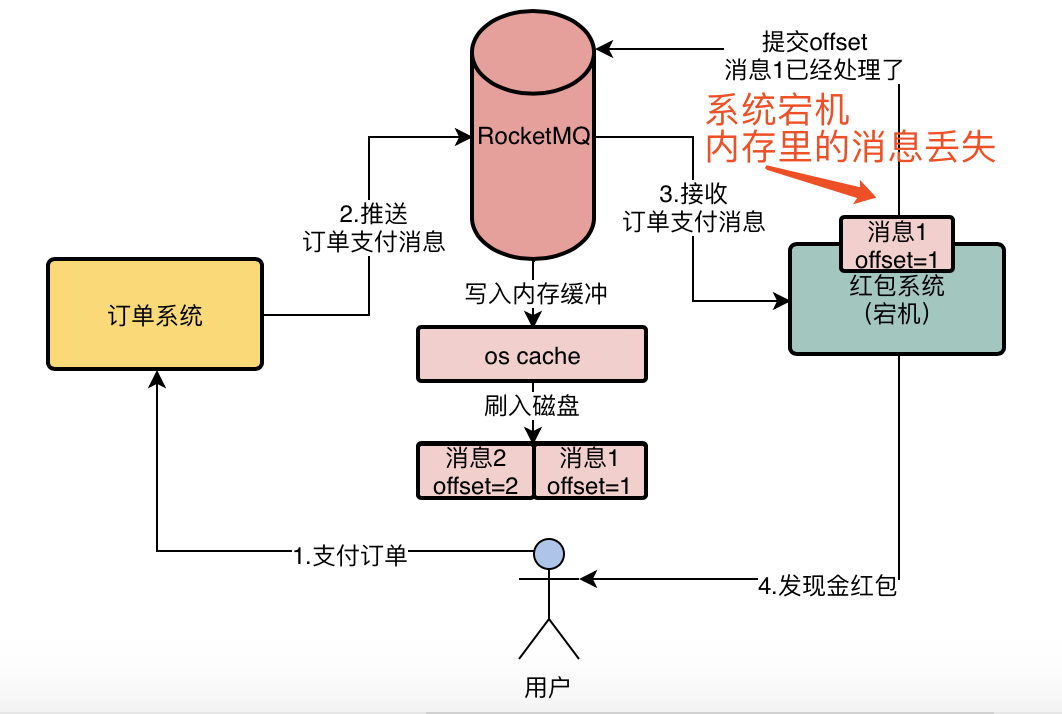 提交offset
消息1已经处理了
系统宕机
内存里的消息丢失
RocketMQ
2.推送
订单支付消息
3.接收
订单支付消息
消息1
offset=1
红包系统
（宕机）
订单系统
写入内存缓冲
os cache
刷入磁盘
消息2
offset=2
消息1
offset=1
1.支付订单
4.发现金红包
用户